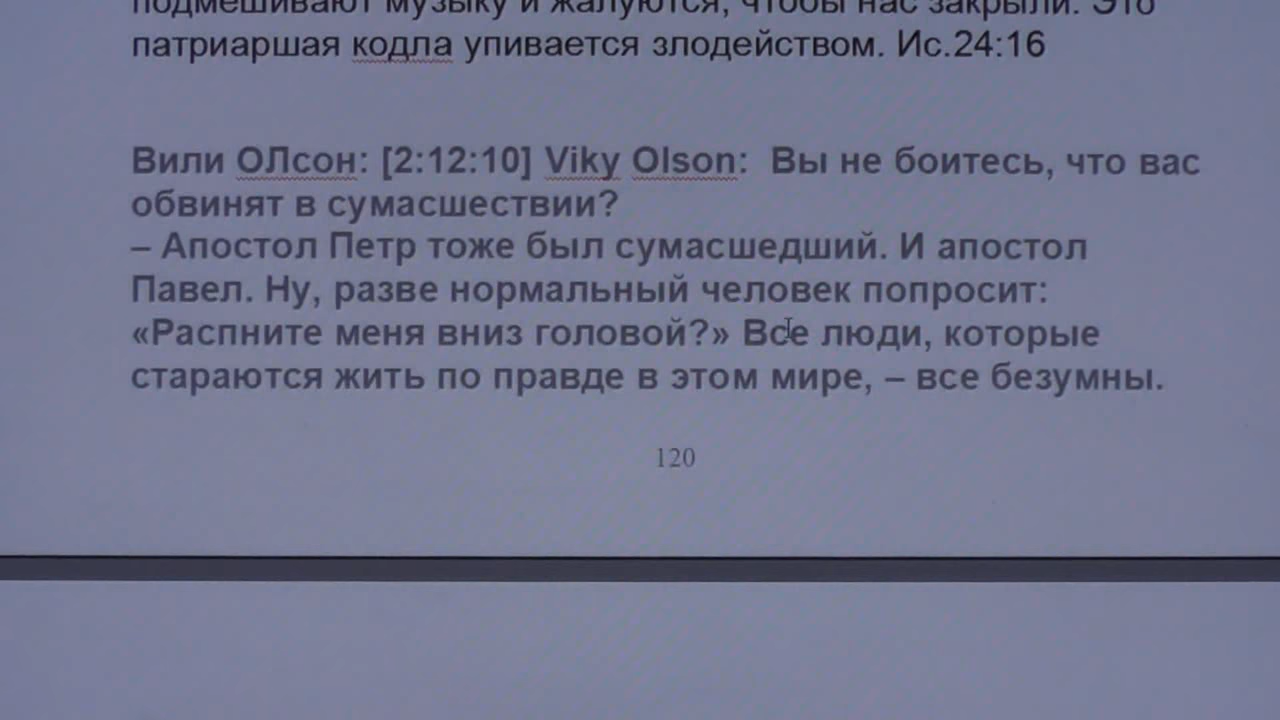 подмешивают музыку и жалуются, чтобы нас закрыли. Это
патриаршая кодла упивается злодейством. Ис.24:16
Вили ОЛсон: [2:12:10] Viky Olson: Вы не боитесь, что вас
обвинят в сумасшествии?
– Апостол Петр тоже был сумасшедший. И апостол
Павел. Ну, разве нормальный человек попросит:
«Распните меня вниз головой?» Все люди, которые
стараются жить по правде в этом мире, – все безумны.
120